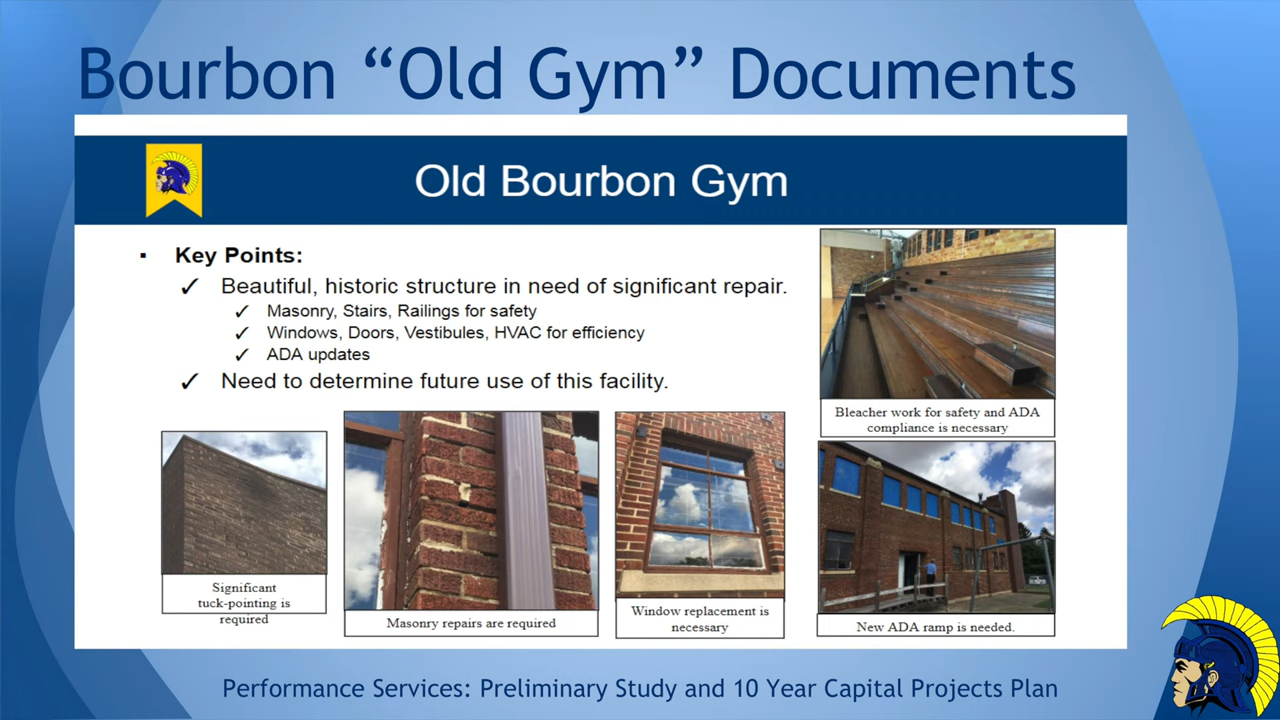 Bourbon “Old Gym” Documents
Old Bourbon Gym
▪ Key Points:
✓ Beautiful, historic structure in need of significant repair.
✓ Masonry, Stairs, Railings for safety
✓ Windows, Doors, Vestibules, HVAC for efficiency
✓ ADA updates
✓ Need to determine future use of this facility.
Bleacher work for safety and ADA
compliance is necessary
Significant
tuck-pointing is
required
Masonry repairs are required
Window replacement is
necessary
New ADA ramp is needed.
Performance Services: Preliminary Study and 10 Year Capital Projects Plan